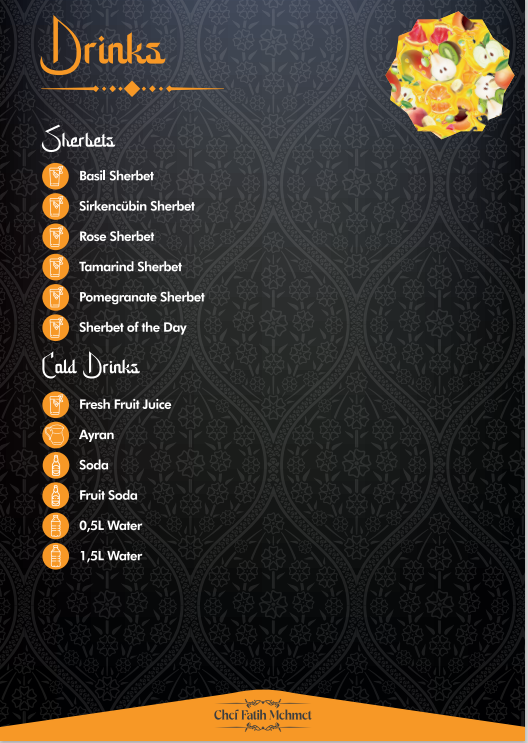 Drinks
Sherbets
Basil Sherbet
Sirkencübin Sherbet
Rose Sherbet
Tamarind Sherbet
Pomegranate Sherbet
Sherbet of the Day
Cold Drinks
Fresh Fruit Juice
Ayran
Soda
Fruit Soda
0,5L Water
1,5L Water
Chef Fatih Mehmet